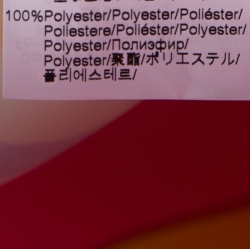 100%Polyester/Polyester/Poliéster/
Poliestere/Poliéster/Polyester/
Polyester/Полиэфир/
Polyester/聚酯/ポリエステル/
폴리에스테르/